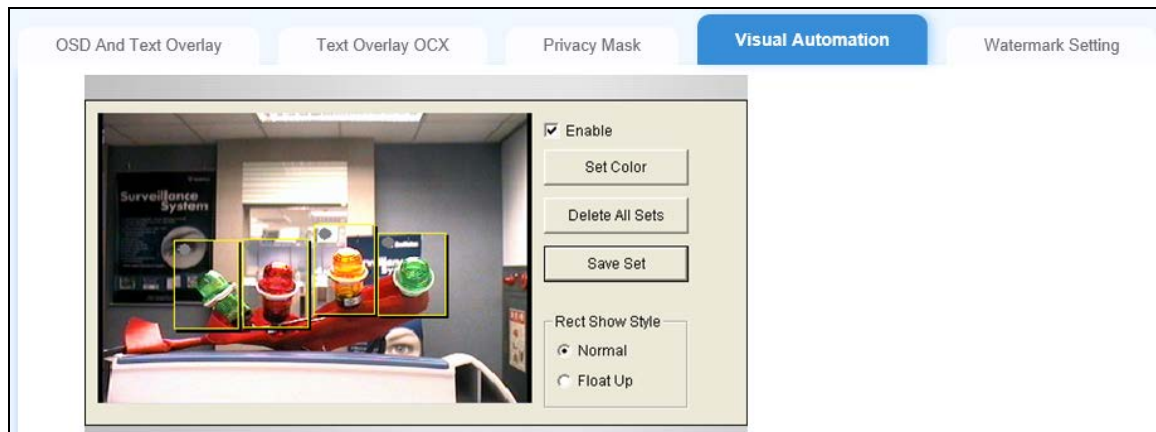 OSD And Text Overlay
Text Overlay OCX
Privacy Mask
Visual Automation
Watermark Setting
Enable
Set Color
Delete All Sets
Save Set
Rect Show Style
Normal
Float Up
Surveillance
System